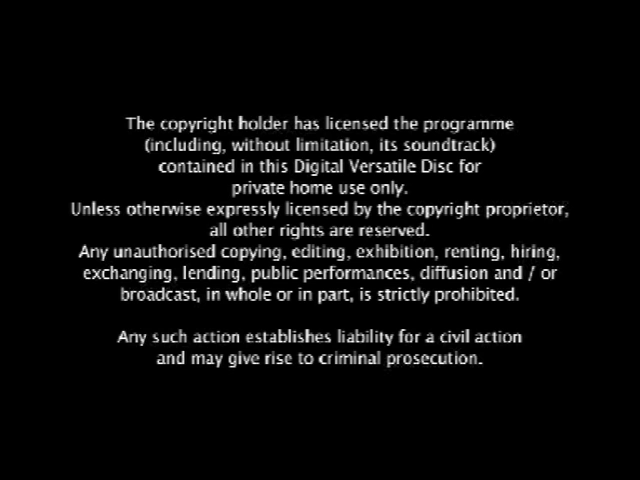 The copyright holder has licensed the programme
(including, without limitation, its soundtrack)
contained in this Digital Versatile Disc for
private home use only.
Unless otherwise expressly licensed by the copyright proprietor,
all other rights are reserved.
Any unauthorised copying, editing, exhibition, renting, hiring,
exchanging, lending, public performances, diffusion and / or
broadcast, in whole or in part, is strictly prohibited.
Any such action establishes liability for a civil action
and may give rise to criminal prosecution.